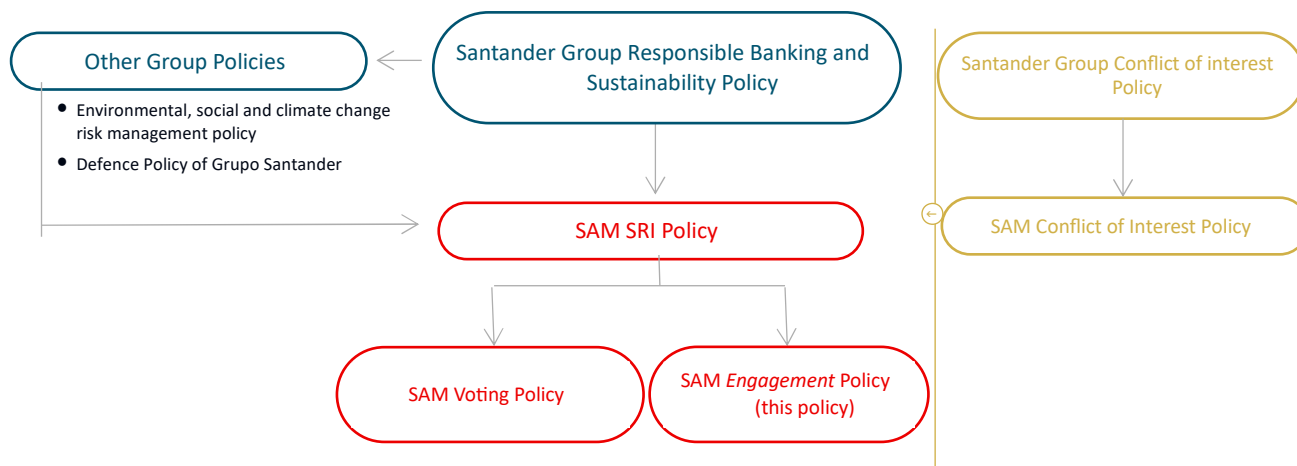 Other Group Policies
• Environmental, social and climate change
risk management policy
• Defence Policy of Grupo Santander
Santander Group Responsible Banking and
Sustainability Policy
Santander Group Conflict of interest
Policy
SAM SRI Policy
←
SAM Conflict of Interest Policy
SAM Voting Policy
SAM Engagement Policy
(this policy)